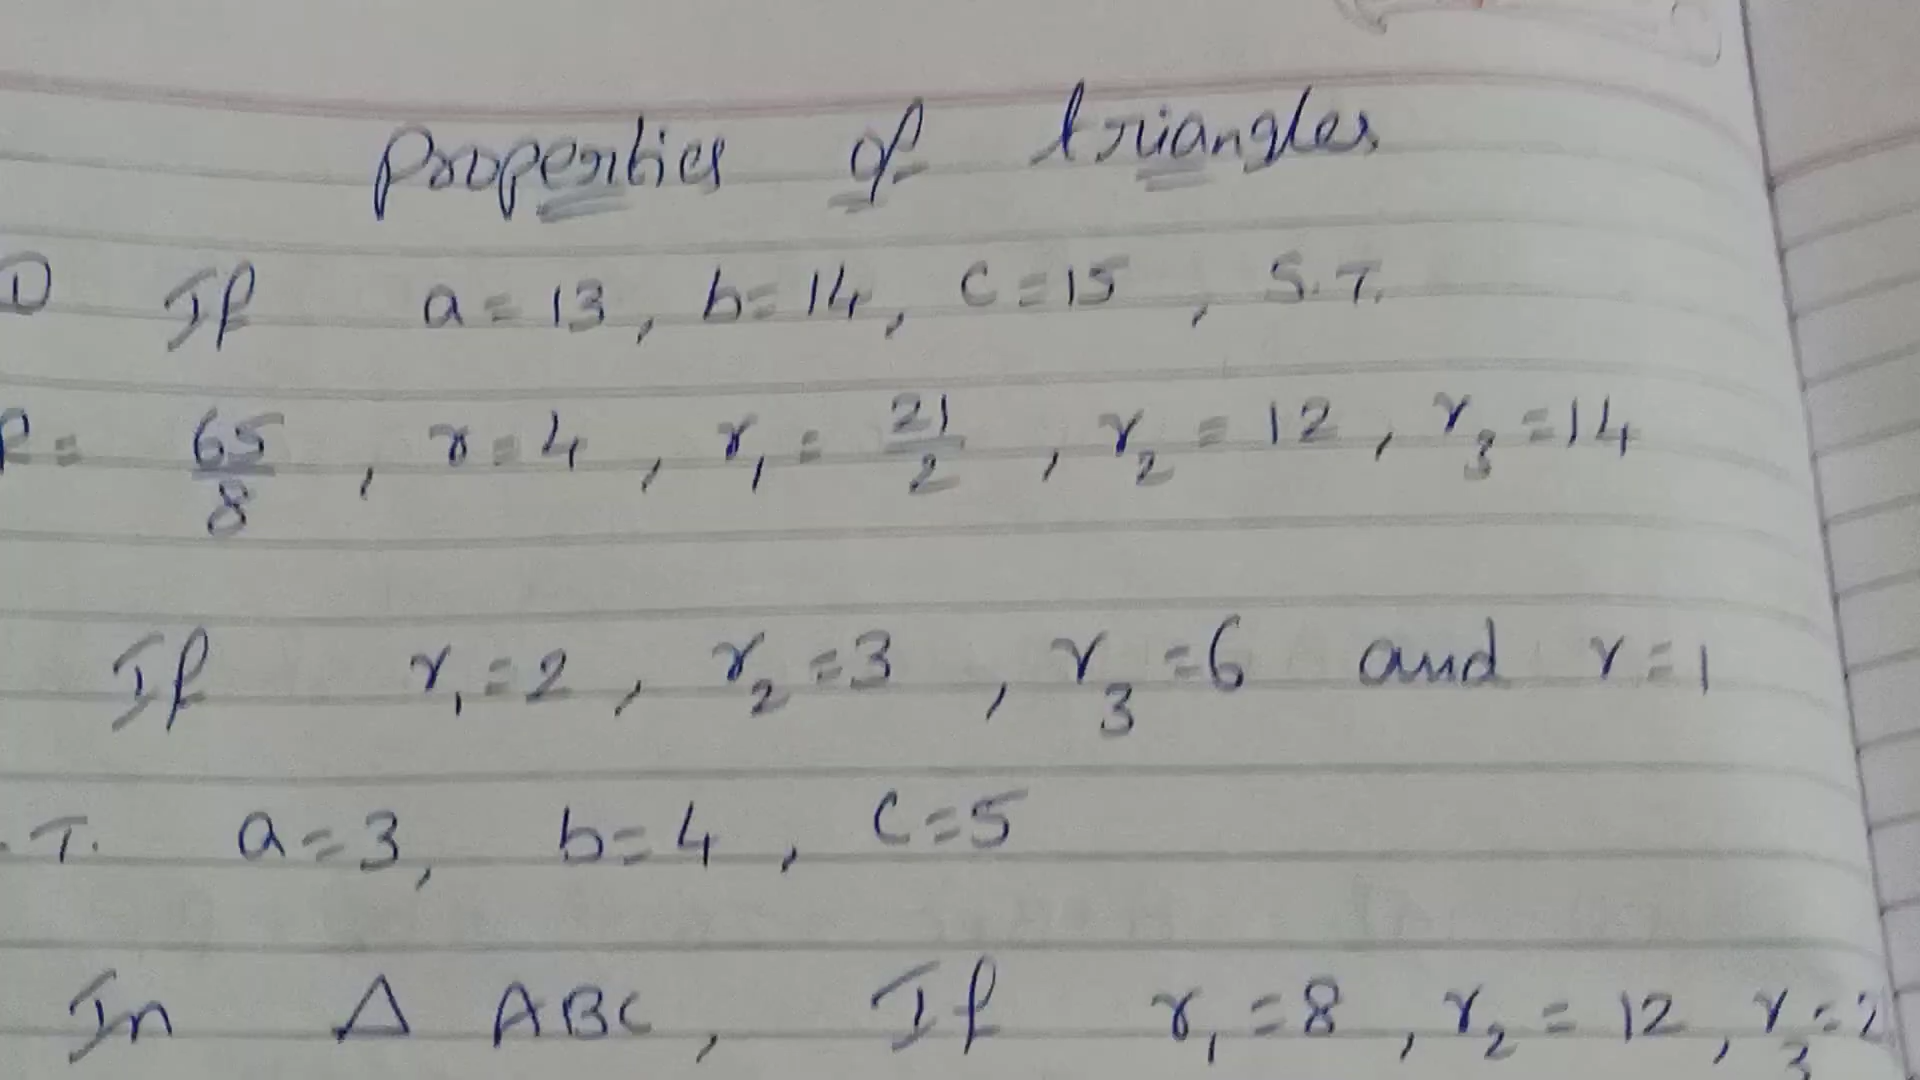 Properties of triangles
1) If a = 13, b = 14, c = 15, S.T.
R = 65/8, r = 4, r₁ = 21/2, r₂ = 12, r₃ = 14
If r₁ = 2, r₂ = 3, r₃ = 6 and r = 1
.T. a = 3, b = 4, c = 5
In Δ ABC, If r₁ = 8, r₂ = 12, r₃ =